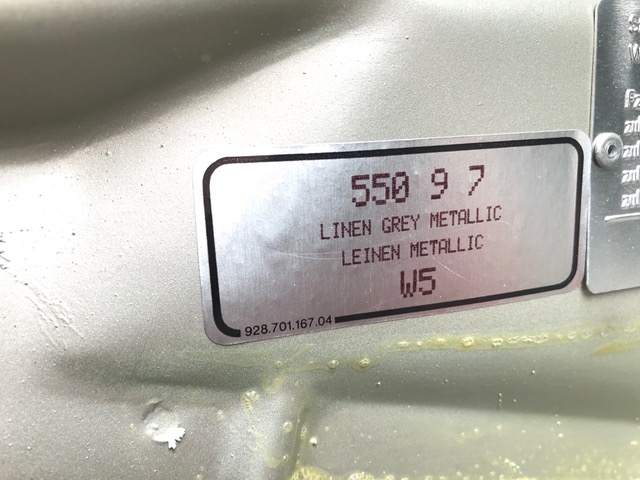 550 9 7
LINEN GREY METALLIC
LEINEN METALLIC
W5
928.701.167.04